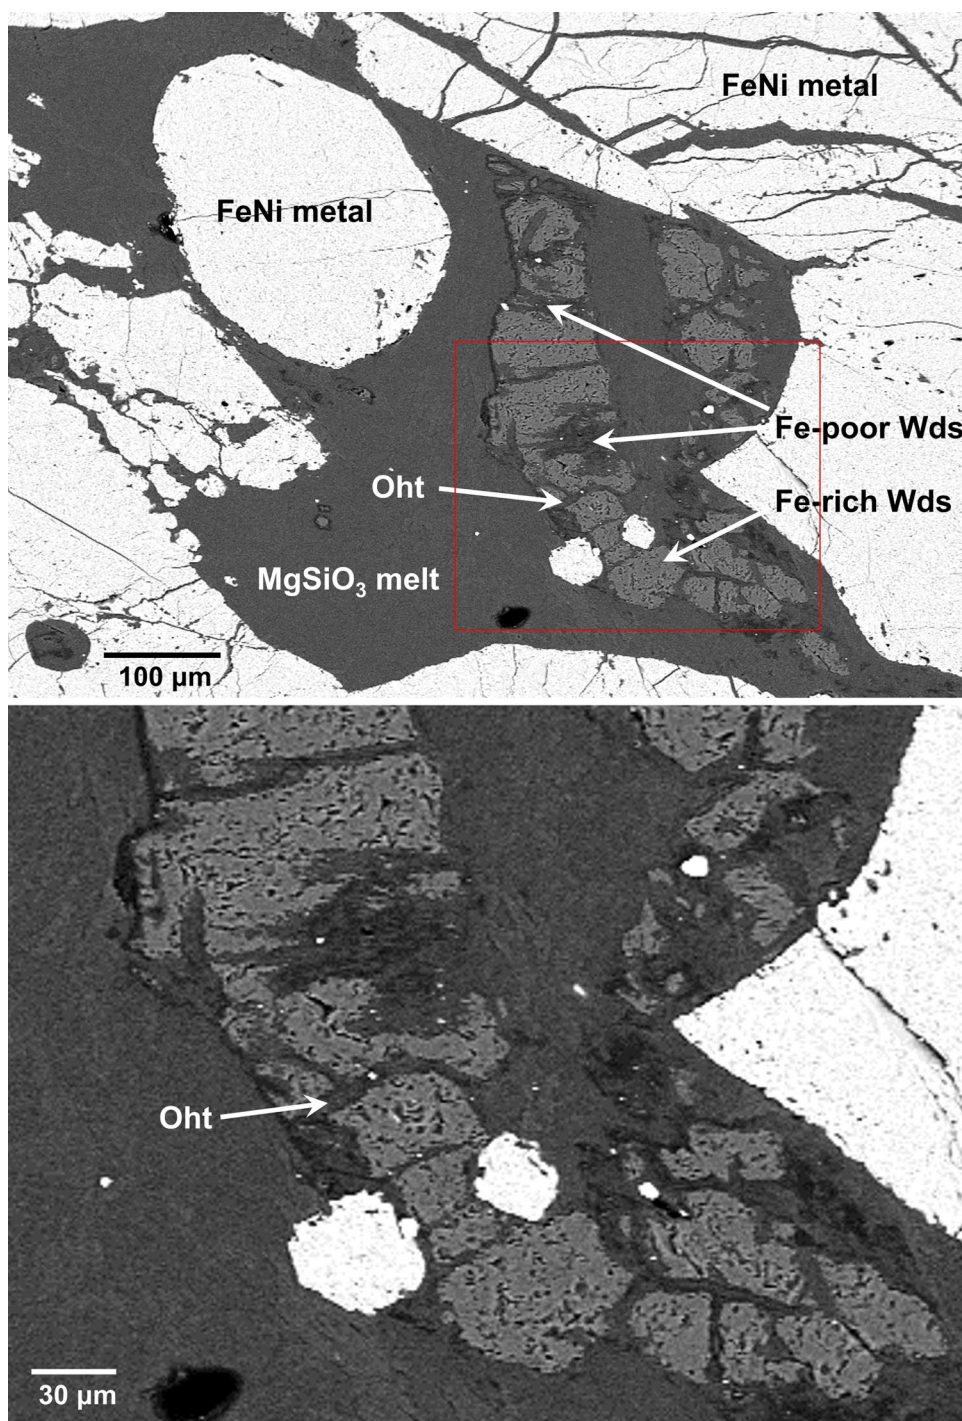 FeNi metal
FeNi metal
Fe-poor Wds
Oht
Fe-rich Wds
MgSiO₃ melt
100 µm
Oht
30 µm